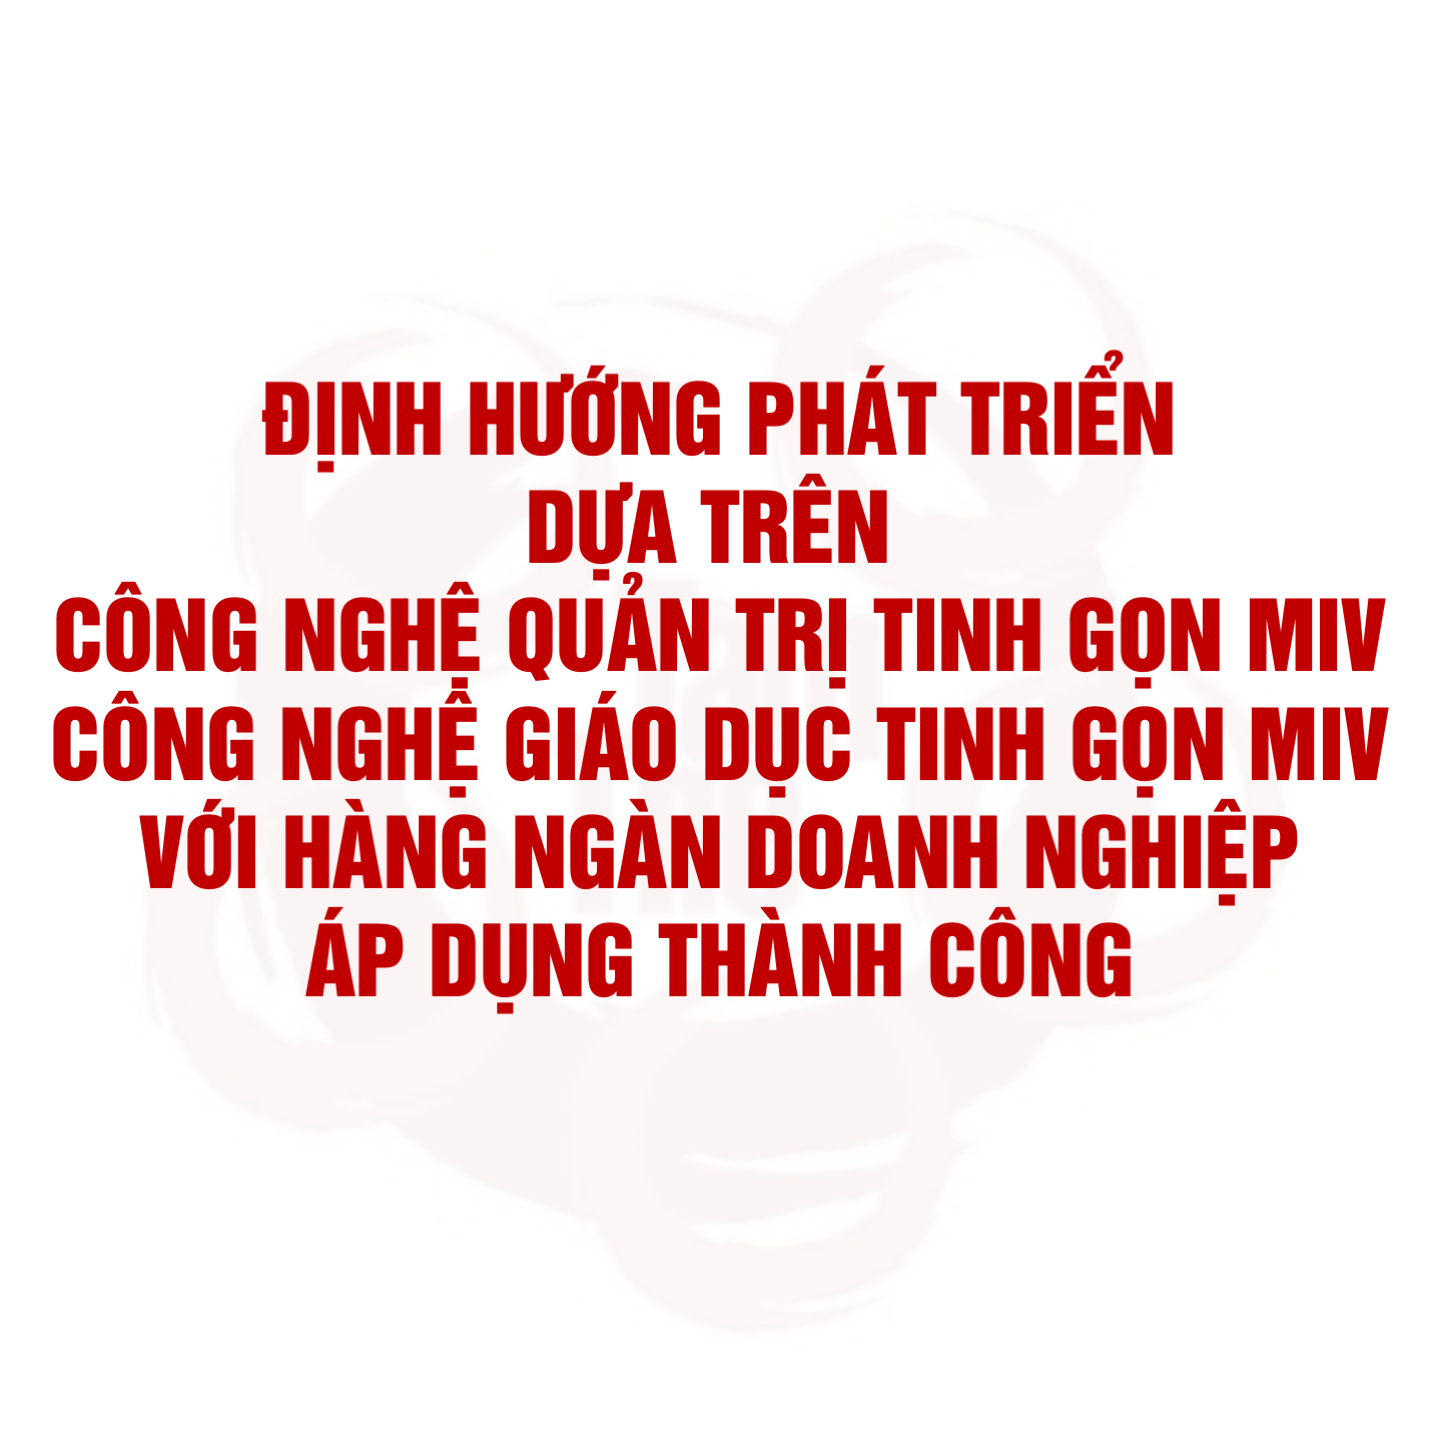 ĐỊNH HƯỚNG PHÁT TRIỂN
DỰA TRÊN
CÔNG NGHỆ QUẢN TRỊ TINH GỌN MIV
CÔNG NGHỆ GIÁO DỤC TINH GỌN MIV
VỚI HÀNG NGÀN DOANH NGHIỆP
ÁP DỤNG THÀNH CÔNG